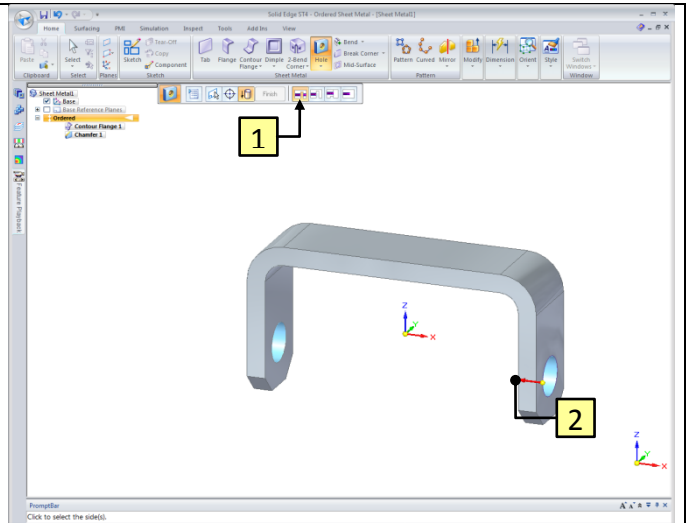 Solid Edge ST4 - Ordered Sheet Metal - [Sheet Metal1]
Home Surfacing PMI Simulation Inspect Tools Add Ins View
Paste Select Sketch Tear-Off Copy Component Tab Flange Contour Flange Dimple 2-Bend Corner Hole Bend Break Corner Mid-Surface Pattern Curved Mirror Modify Dimension Orient Style Switch Windows
Clipboard Select Planes Sketch Sheet Metal Pattern Window
Finish
Sheet Metal1
Base
Base Reference Planes
Ordered
Contour Flange 1
Chamfer 1
Feature Playback
1
Z
Y
X
2
Z
Y
X
PromptBar
Click to select the side(s).